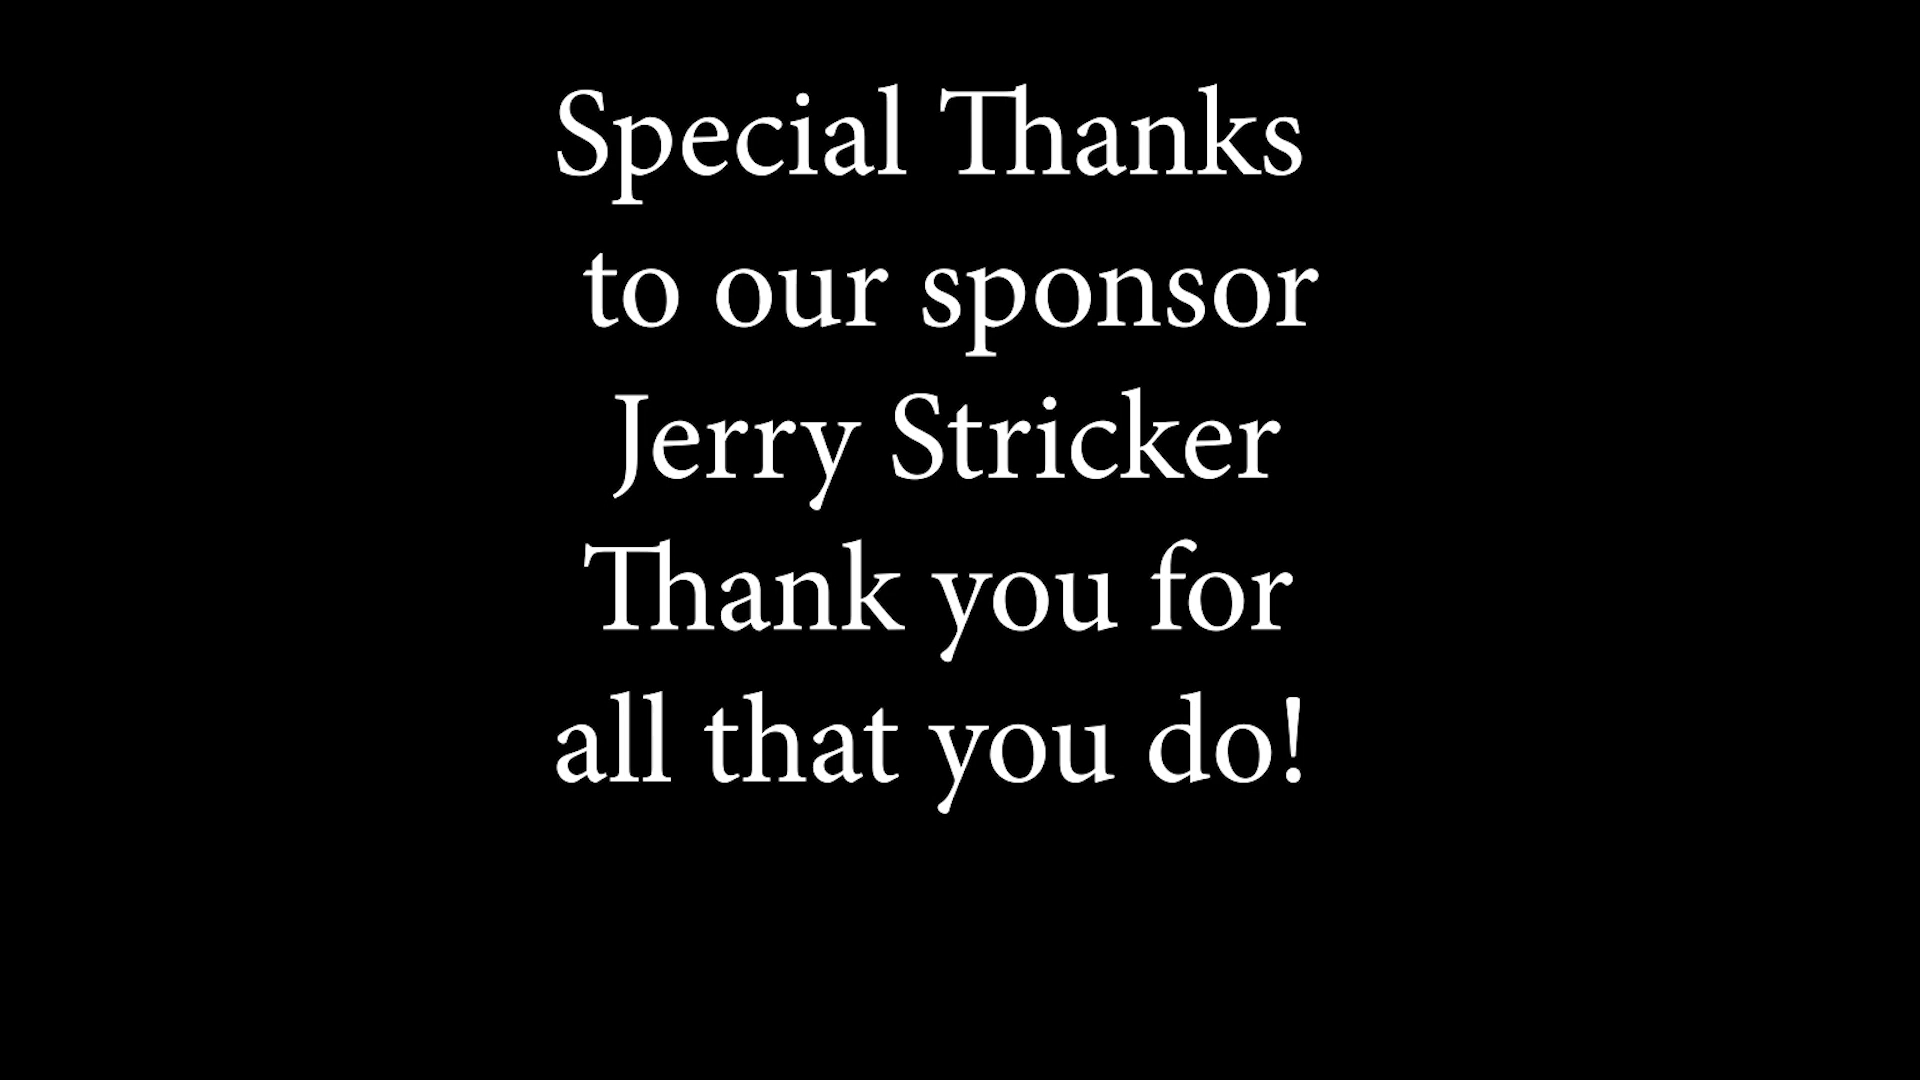 Special Thanks
to our sponsor
Jerry Stricker
Thank you for
all that you do!